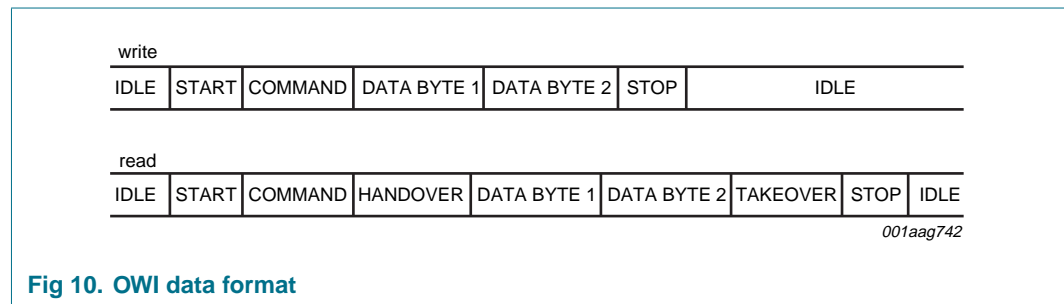 write
IDLE START COMMAND DATA BYTE 1 DATA BYTE 2 STOP IDLE
read
IDLE START COMMAND HANDOVER DATA BYTE 1 DATA BYTE 2 TAKEOVER STOP IDLE
001aag742
Fig 10. OWI data format